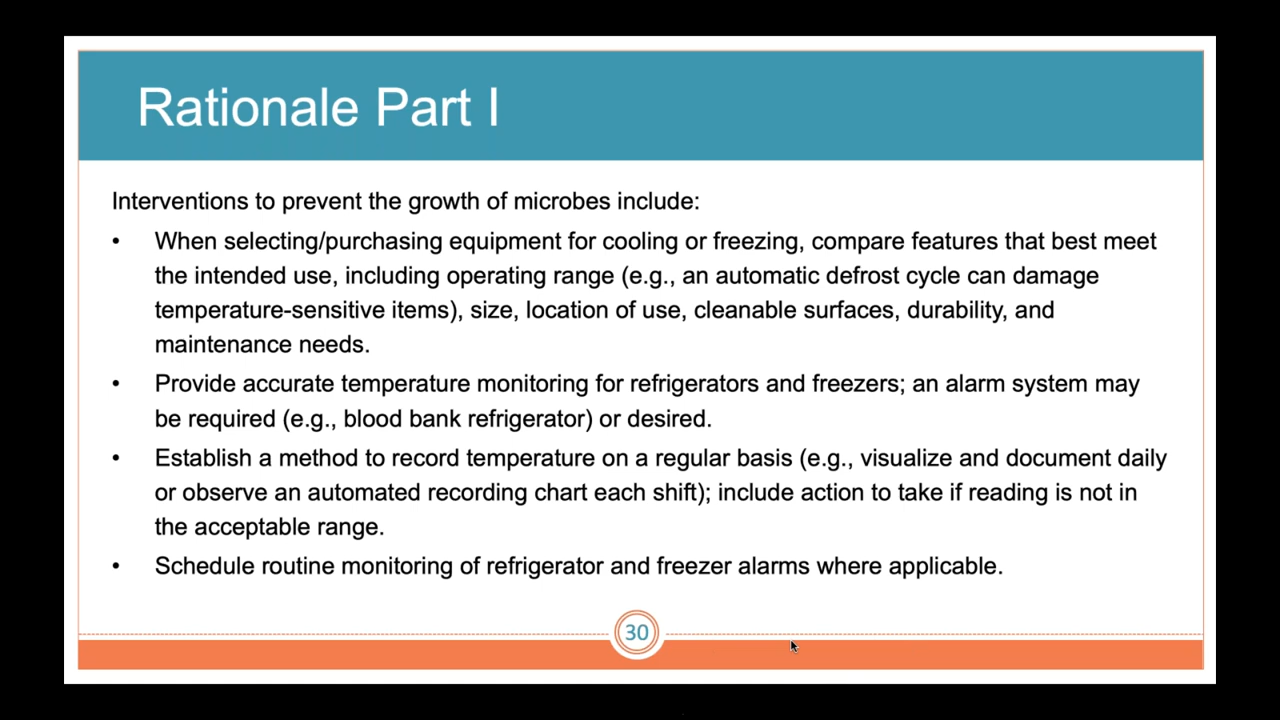 Rationale Part I
Interventions to prevent the growth of microbes include:
• When selecting/purchasing equipment for cooling or freezing, compare features that best meet
the intended use, including operating range (e.g., an automatic defrost cycle can damage
temperature-sensitive items), size, location of use, cleanable surfaces, durability, and
maintenance needs.
• Provide accurate temperature monitoring for refrigerators and freezers; an alarm system may
be required (e.g., blood bank refrigerator) or desired.
• Establish a method to record temperature on a regular basis (e.g., visualize and document daily
or observe an automated recording chart each shift); include action to take if reading is not in
the acceptable range.
• Schedule routine monitoring of refrigerator and freezer alarms where applicable.
30